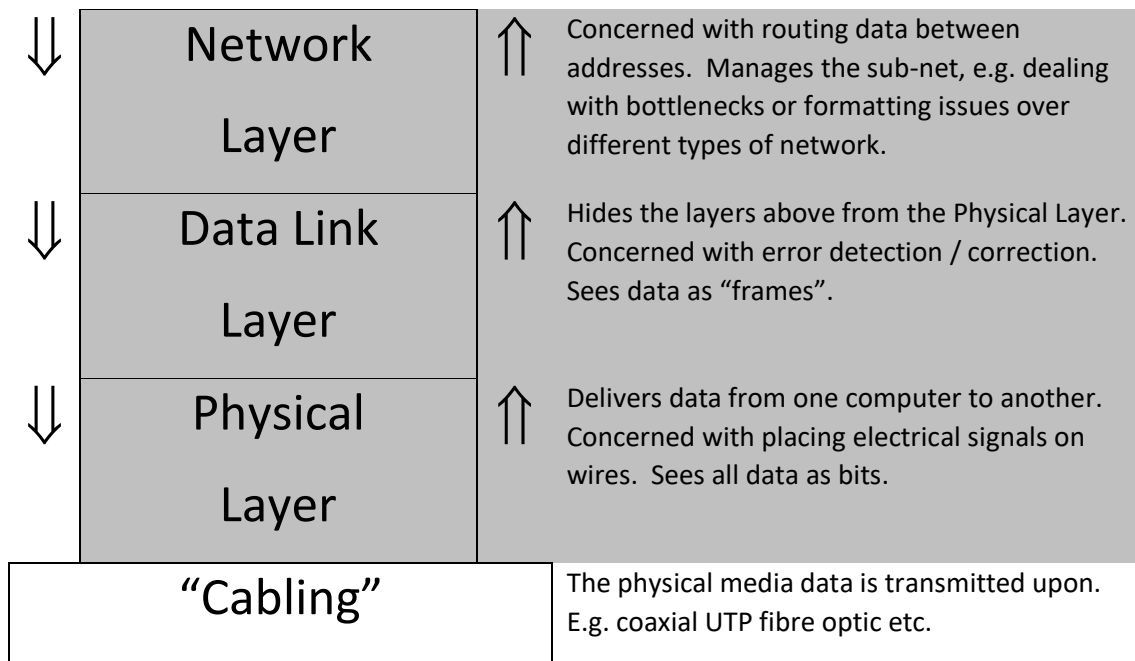 Network
Layer
Concerned with routing data between
addresses.  Manages the sub-net, e.g. dealing
with bottlenecks or formatting issues over
different types of network.
Data Link
Layer
Hides the layers above from the Physical Layer.
Concerned with error detection / correction.
Sees data as “frames”.
Physical
Layer
Delivers data from one computer to another.
Concerned with placing electrical signals on
wires.  Sees all data as bits.
“Cabling”
The physical media data is transmitted upon.
E.g. coaxial UTP fibre optic etc.